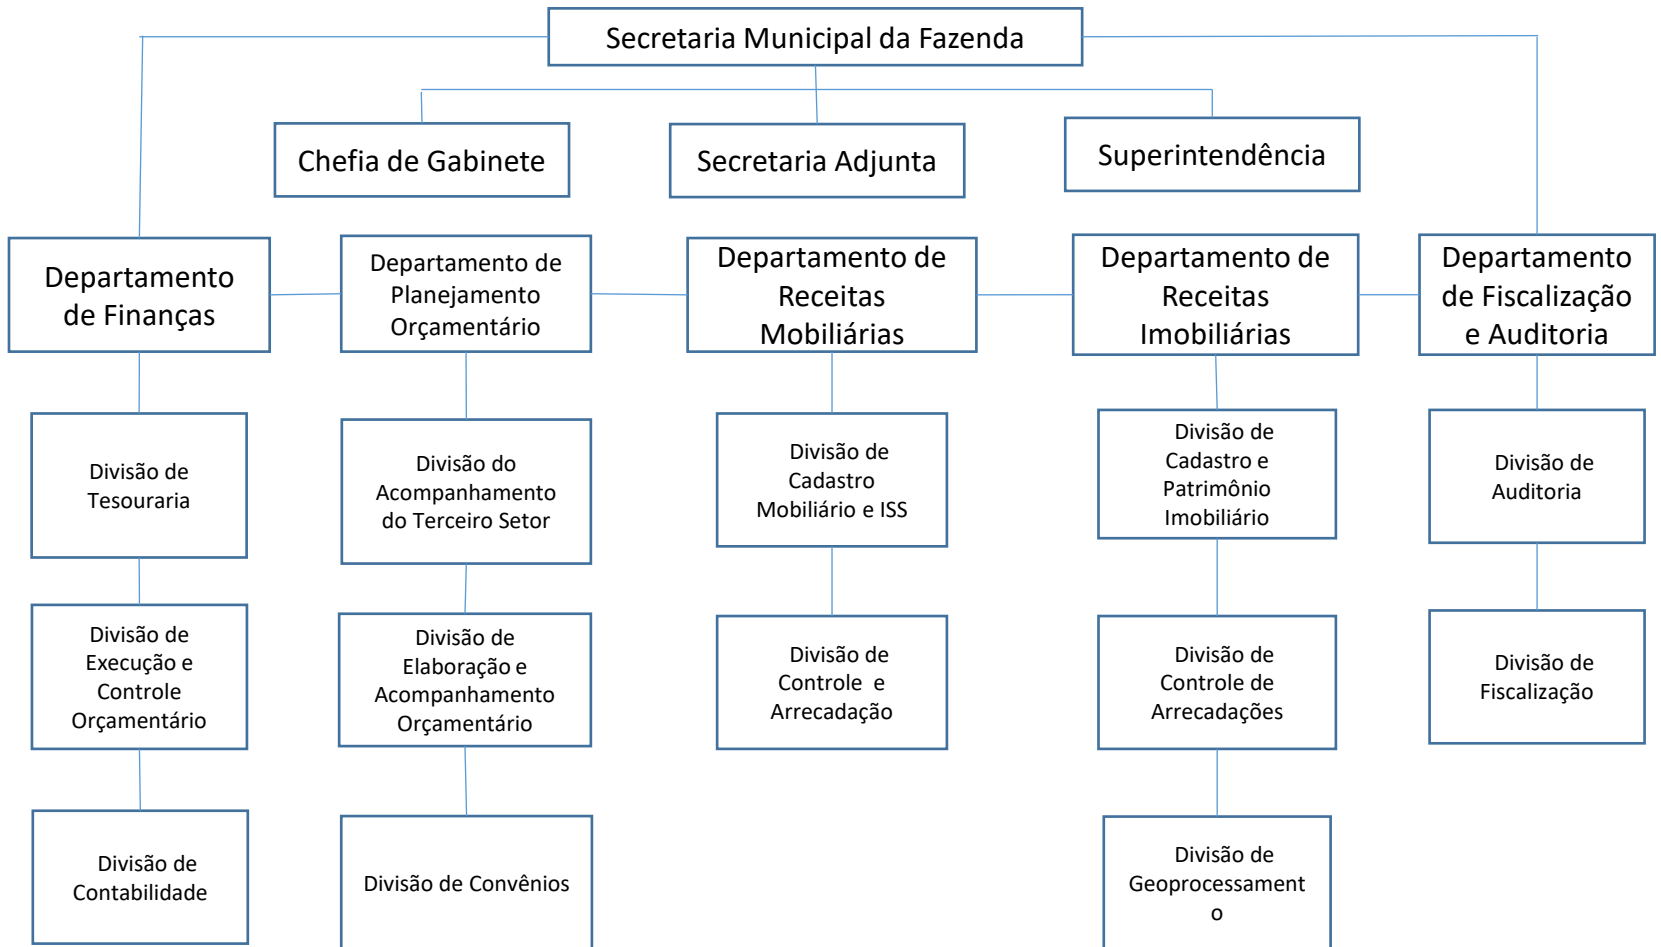 Secretaria Municipal da Fazenda
Chefia de Gabinete
Secretaria Adjunta
Superintendência
Departamento
de Finanças
Departamento de
Planejamento
Orçamentário
Departamento de
Receitas
Mobiliárias
Departamento de
Receitas
Imobiliárias
Departamento
de Fiscalização
e Auditoria
Divisão de
Tesouraria
Divisão do
Acompanhamento
do Terceiro Setor
Divisão de
Cadastro
Mobiliário e ISS
Divisão de
Cadastro e
Patrimônio
Imobiliário
Divisão de
Auditoria
Divisão de
Execução e
Controle
Orçamentário
Divisão de
Elaboração e
Acompanhamento
Orçamentário
Divisão de
Controle e
Arrecadação
Divisão de
Controle de
Arrecadações
Divisão de
Fiscalização
Divisão de
Contabilidade
Divisão de Convênios
Divisão de
Geoprocessament
o